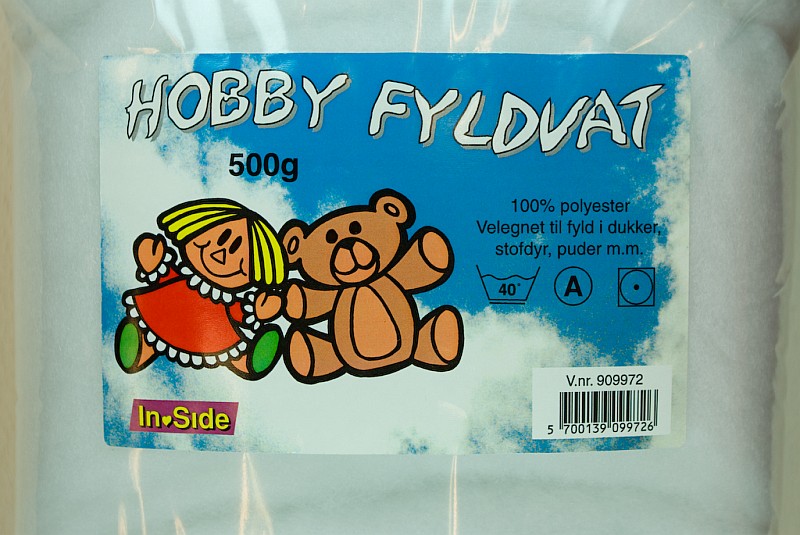 HOBBY FYLDVAT
500g
100% polyester
Velegnet til fyld i dukker,
stofdyr, puder m.m.
40°
A
In♥Side
V.nr. 909972
5 700139 099726